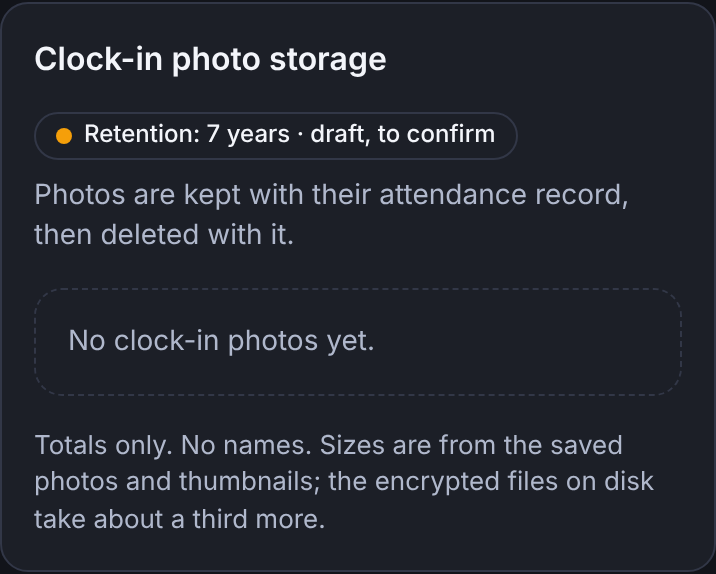 Clock-in photo storage
Retention: 7 years · draft, to confirm
Photos are kept with their attendance record,
then deleted with it.
No clock-in photos yet.
Totals only. No names. Sizes are from the saved
photos and thumbnails; the encrypted files on disk
take about a third more.